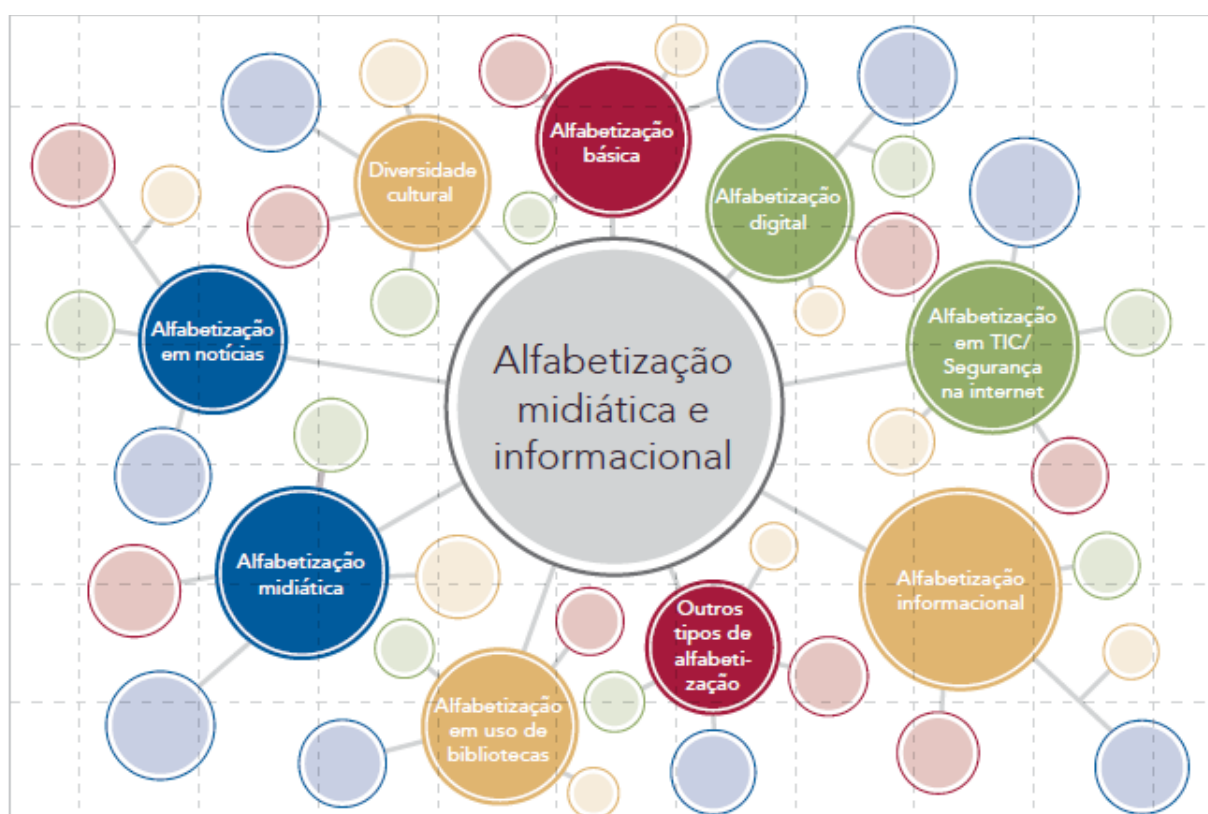 Alfabetização
básica
Diversidade
cultural
Alfabetização
digital
Alfabetização
em notícias
Alfabetização
em TIC/
Segurança
na internet
Alfabetização
midiática e
informacional
Alfabetização
midiática
Alfabetização
informacional
Outros
tipos de
alfabeti-
zação
Alfabetização
em uso de
bibliotecas